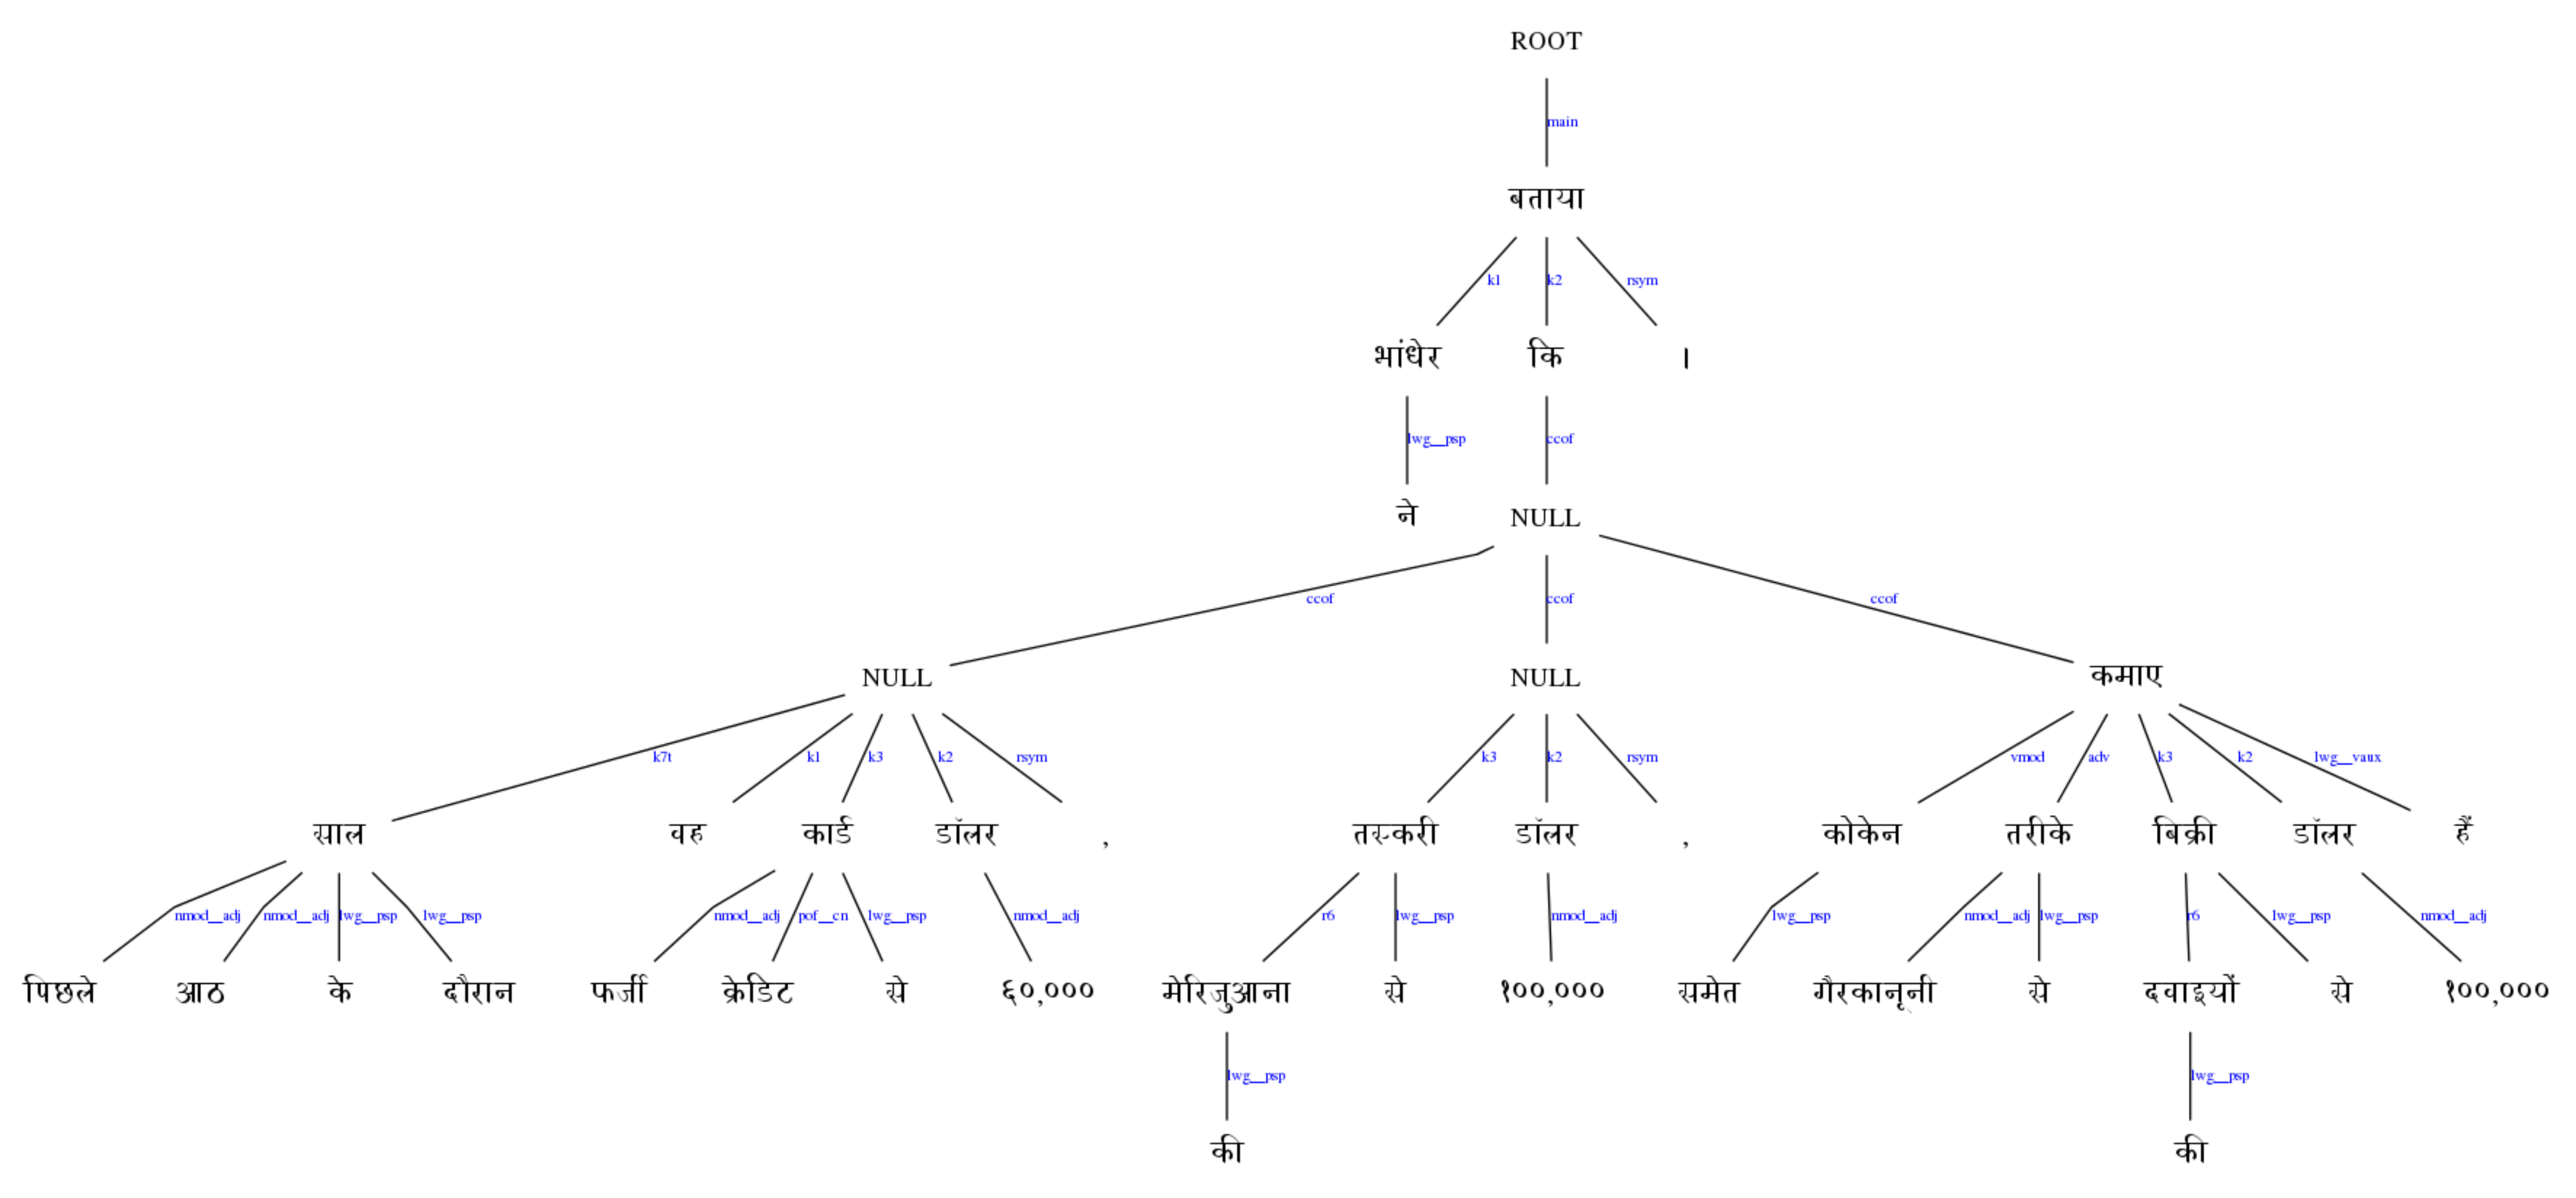 ROOT
main
बताया
k1 k2 rsym
भांधेर कि ।
lwg__psp ccof
ने NULL
ccof ccof ccof
NULL NULL कमाए
k7t k1 k3 k2 rsym k3 k2 rsym vmod adv k3 k2 lwg__vaux
साल वह कार्ड डॉलर , तस्करी डॉलर , कोकेन तरीके बिक्री डॉलर हैं
nmod__adj nmod__adj lwg__psp lwg__psp nmod__adj pof__cn lwg__psp nmod__adj r6 lwg__psp nmod__adj lwg__psp nmod__adj lwg__psp r6 lwg__psp nmod__adj
पिछले आठ के दौरान फर्जी क्रेडिट से ६०,००० मेरिजुआना से १००,००० समेत गैरकानूनी से दवाइयों से १००,०००
lwg__psp lwg__psp
की की